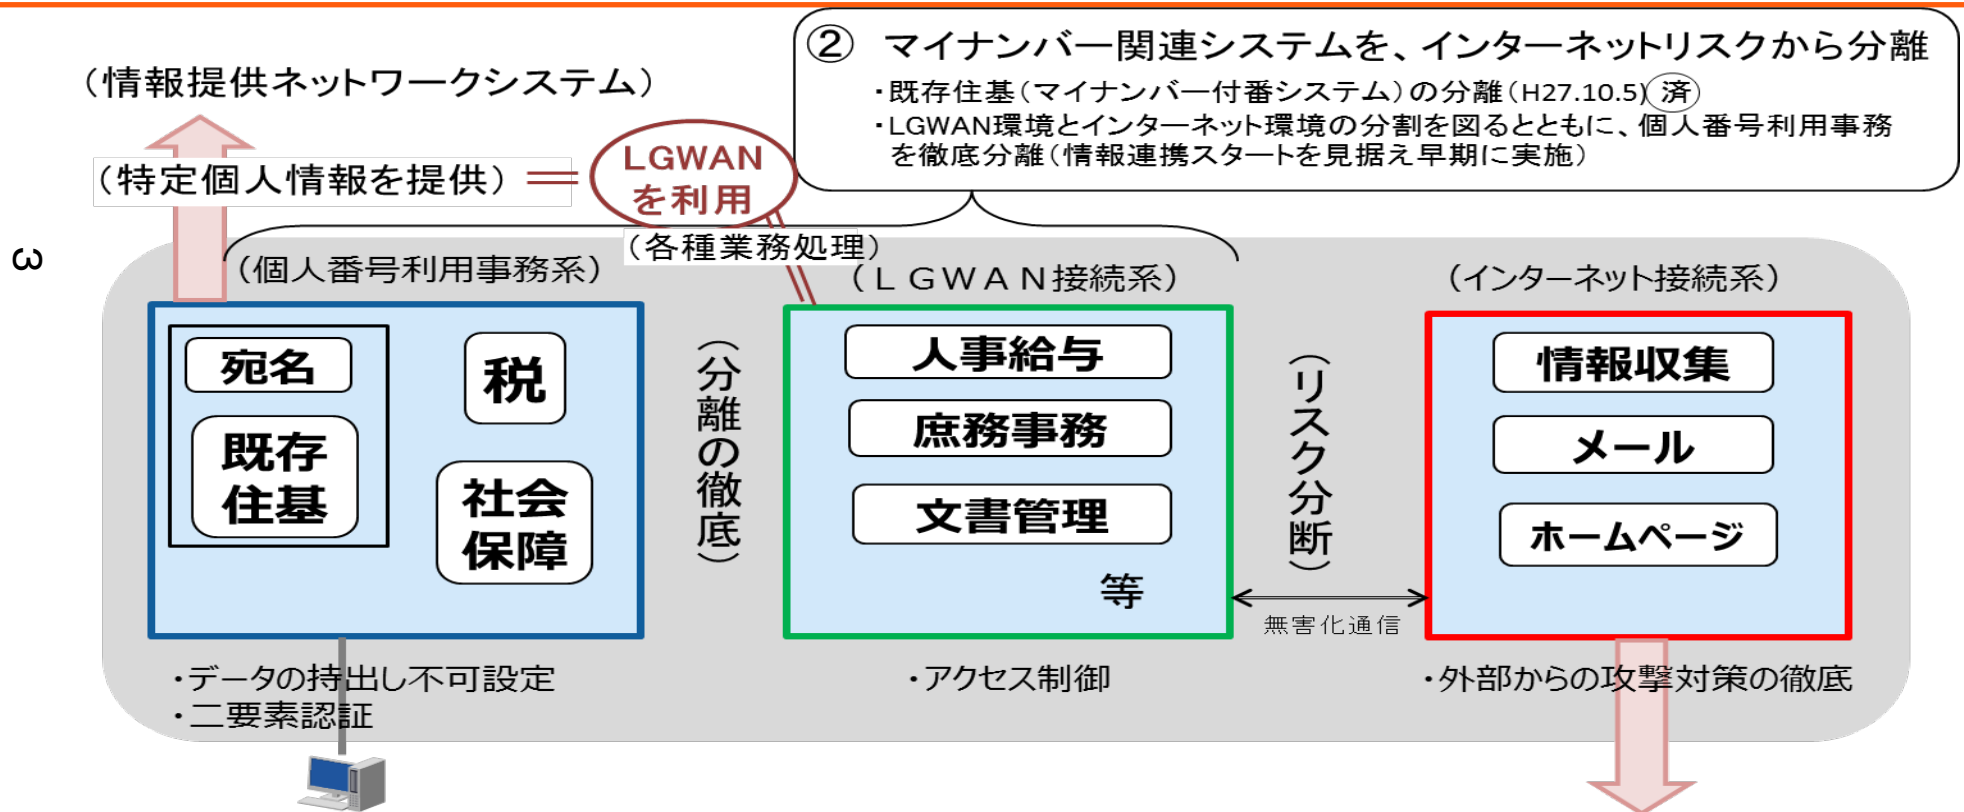 ② マイナンバー関連システムを、インターネットリスクから分離
・既存住基（マイナンバー付番システム）の分離（H27.10.5）済
・LGWAN環境とインターネット環境の分割を図るとともに、個人番号利用事務
を徹底分離（情報連携スタートを見据え早期に実施）
（情報提供ネットワークシステム）
（特定個人情報を提供）
LGWAN
を利用
（各種業務処理）
3
（個人番号利用事務系）
宛名
既存
住基
税
社会
保障
・データの持出し不可設定
・二要素認証
（分離の徹底）
（ＬＧＷＡＮ接続系）
人事給与
庶務事務
文書管理
等
・アクセス制御
（リスク分断）
無害化通信
（インターネット接続系）
情報収集
メール
ホームページ
・外部からの攻撃対策の徹底